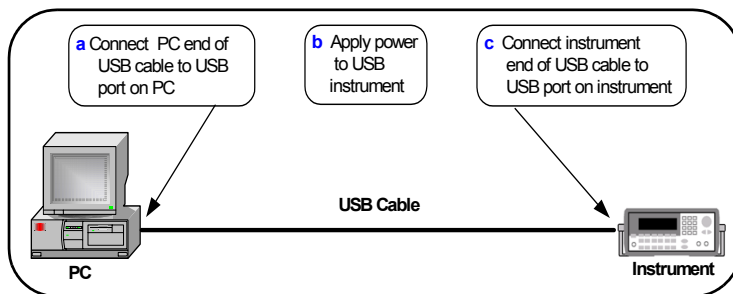 a Connect PC end of
USB cable to USB
port on PC
b Apply power
to USB
instrument
c Connect instrument
end of USB cable to
USB port on instrument
USB Cable
PC
Instrument